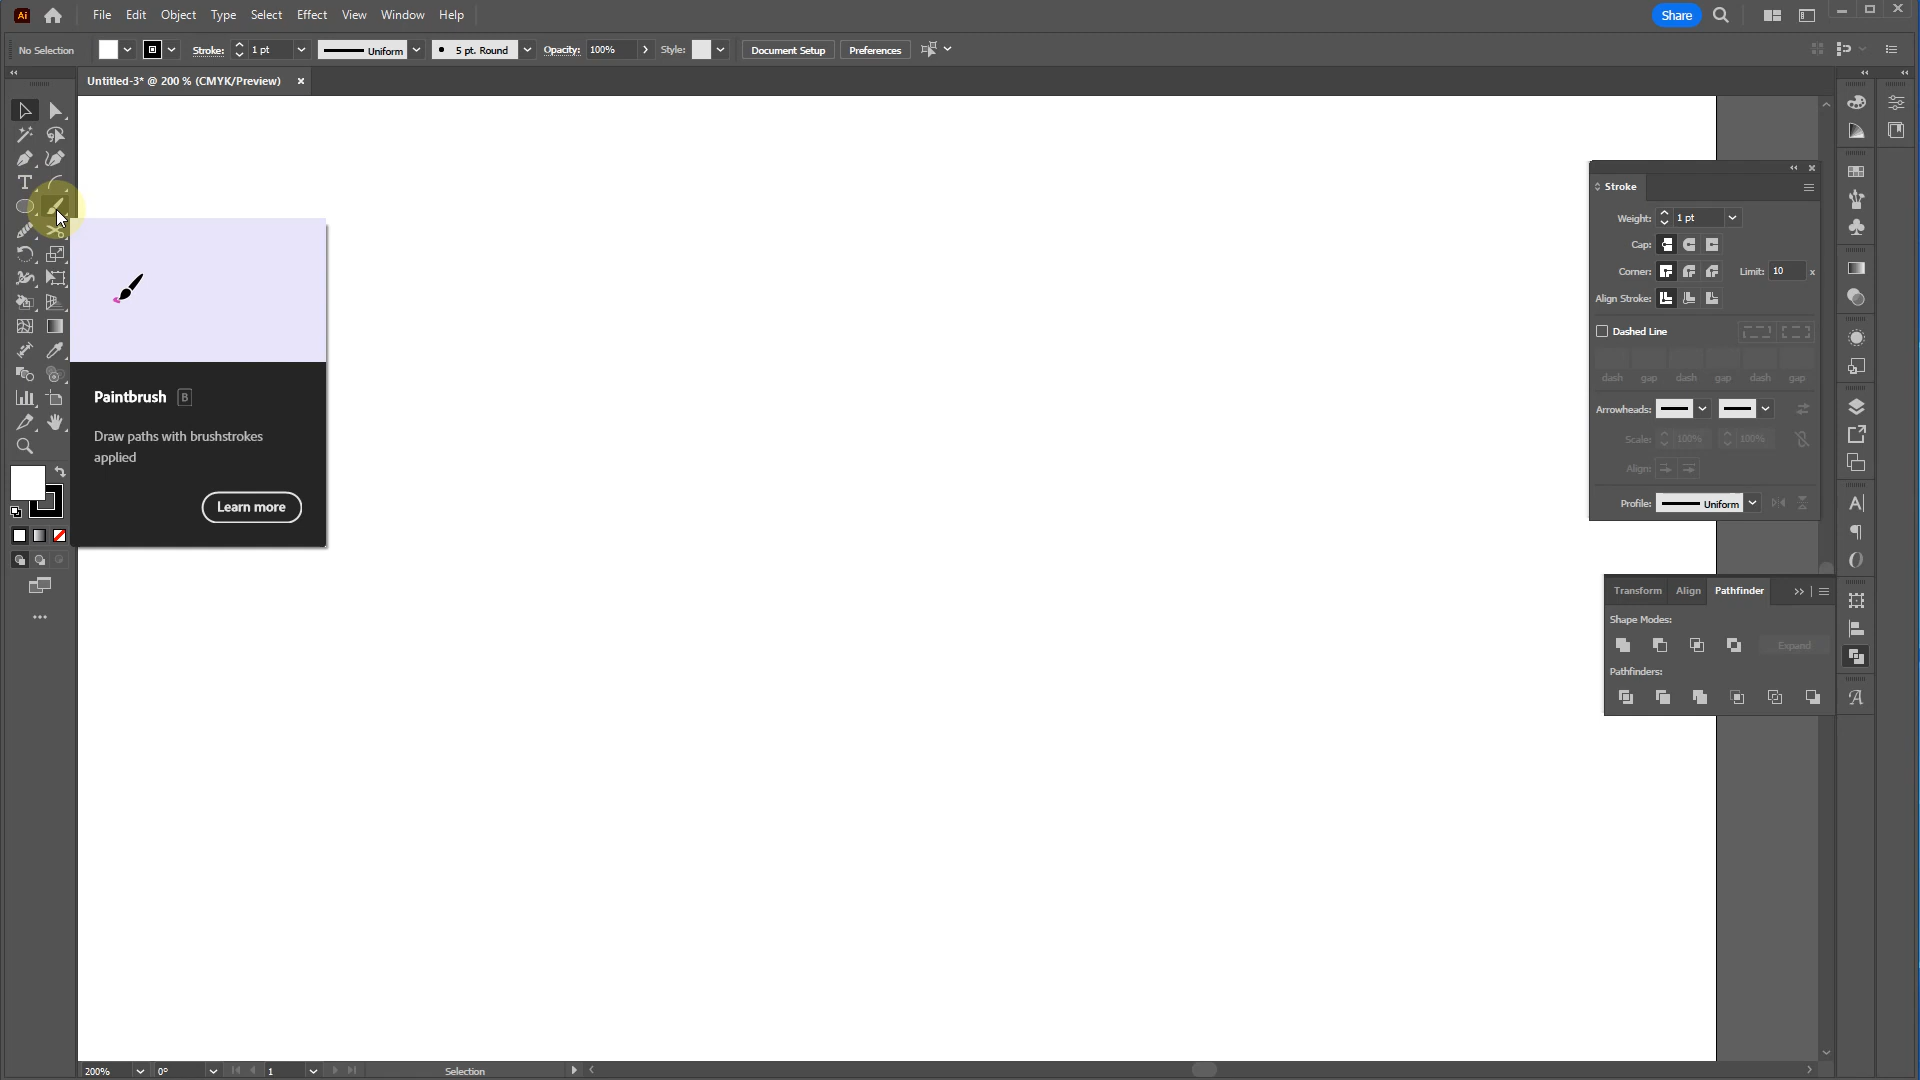 Ai File Edit Object Type Select Effect View Window Help Share
No Selection Stroke: 1 pt Uniform 5 pt. Round Opacity: 100% Style: Document Setup Preferences
Untitled-3* @ 200 % (CMYK/Preview)
T
Paintbrush B
Draw paths with brushstrokes
applied
Learn more
Stroke
Weight: 1 pt
Cap:
Corner: Limit: 10 x
Align Stroke:
Dashed Line
dash gap dash gap dash gap
Arrowheads:
Scale: 100% 100%
Align:
Profile: Uniform
Transform Align Pathfinder
Shape Modes:
Expand
Pathfinders:
200% 0° 1 Selection